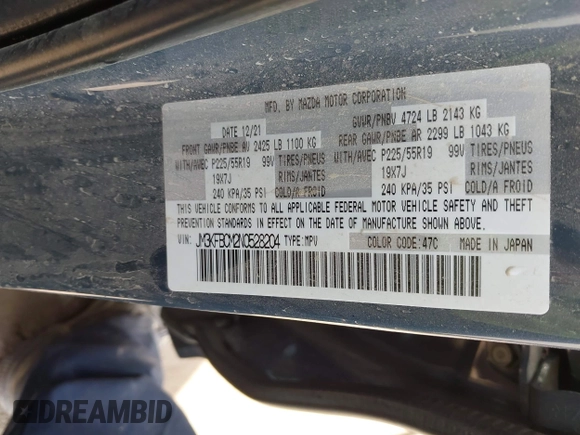 MFD. BY MAZDA MOTOR CORPORATION
DATE 12/21 GVWR/PNBV 4724 LB 2143 KG
FRONT GAWR/PNBE AV 2425 LB 1100 KG REAR GAWR/PNBE AR 2299 LB 1043 KG
WITH/AVEC P225/55R19 99V TIRES/PNEUS WITH/AVEC P225/55R19 99V TIRES/PNEUS
19X7J RIMS/JANTES 19X7J RIMS/JANTES
240 KPA/35 PSI COLD/A FROID 240 KPA/35 PSI COLD/A FROID
THIS VEHICLE CONFORMS TO ALL APPLICABLE FEDERAL MOTOR VEHICLE SAFETY AND THEFT
PREVENTION STANDARDS IN EFFECT ON THE DATE OF MANUFACTURE SHOWN ABOVE.
VIN: JM3KFBCM2N0528204 TYPE: MPV COLOR CODE: 47C MADE IN JAPAN
DREAMBID